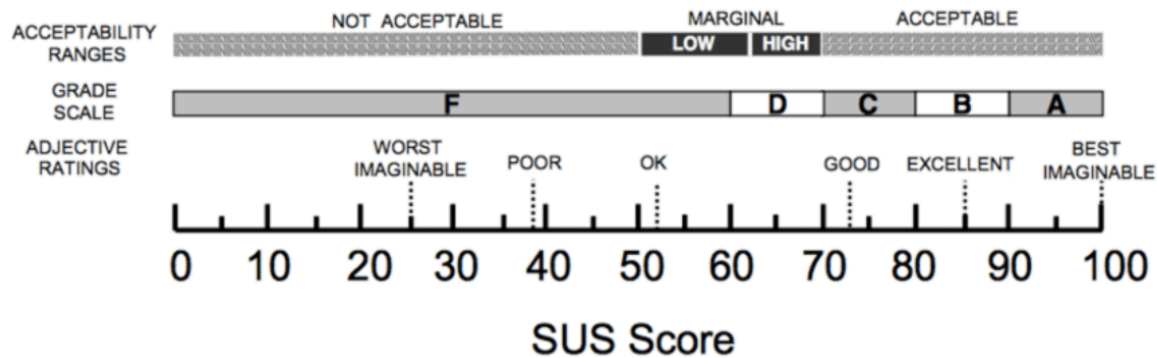 NOT ACCEPTABLE MARGINAL ACCEPTABLE
ACCEPTABILITY
RANGES
LOW HIGH
GRADE
SCALE
F D C B A
ADJECTIVE
RATINGS
WORST
IMAGINABLE
POOR
OK
GOOD
EXCELLENT
BEST
IMAGINABLE
0 10 20 30 40 50 60 70 80 90 100
SUS Score